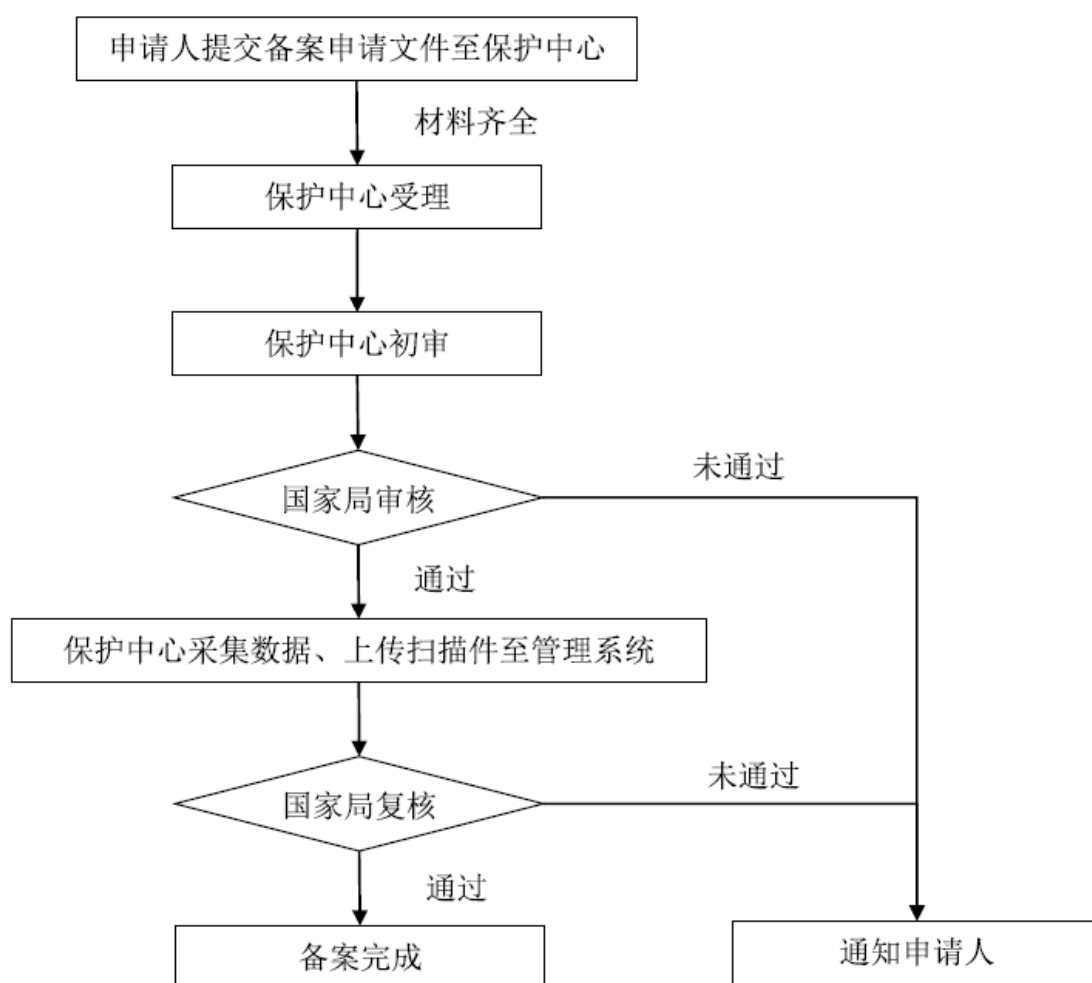 申请人提交备案申请文件至保护中心
材料齐全
保护中心受理
保护中心初审
国家局审核
未通过
通过
保护中心采集数据、上传扫描件至管理系统
国家局复核
未通过
通过
备案完成
通知申请人